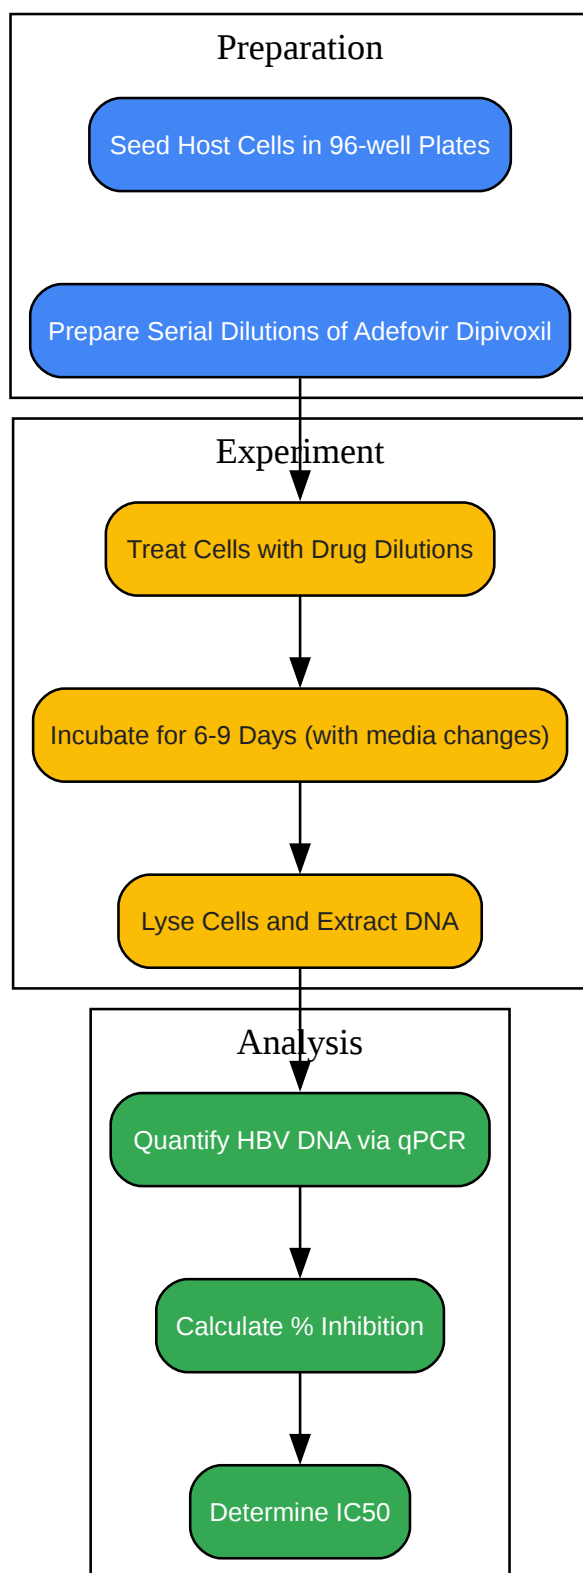 Preparation
Seed Host Cells in 96-well Plates
Prepare Serial Dilutions of Adefovir Dipivoxil
Experiment
Treat Cells with Drug Dilutions
Incubate for 6-9 Days (with media changes)
Lyse Cells and Extract DNA
Analysis
Quantify HBV DNA via qPCR
Calculate % Inhibition
Determine IC50